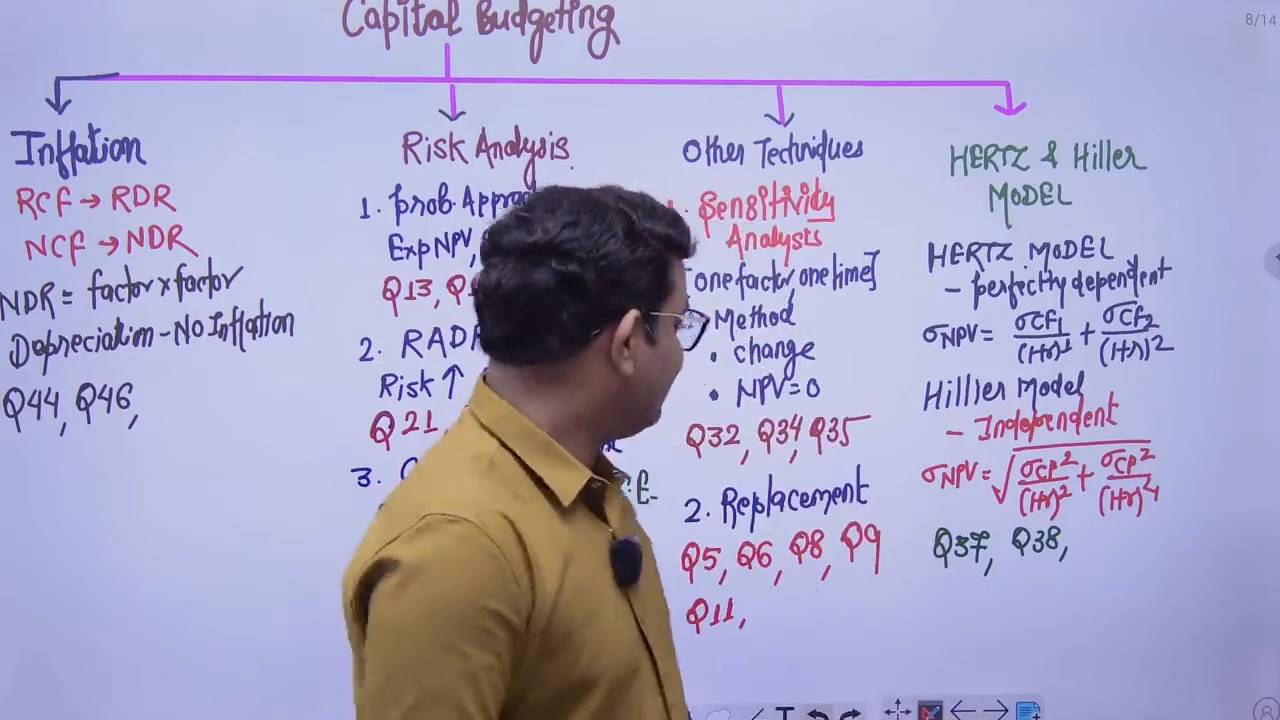 Capital Budgeting
8/14
Inflation
RCF → RDR
NCF → NDR
NDR = factor x factor
Depreciation - No Inflation
Q44, Q46,
Risk Analysis
1. Prob. Appr
Exp NPV,
Q13,
2. RADR
Risk ↑
Q21,
3.
Other Techniques
Sensitivity
Analysis
[one factor, one time]
Method
• change
• NPV = 0
Q32, Q34, Q35
2. Replacement
Q5, Q6, Q8, Q9
Q11,
HERTZ & Hiller
MODEL
HERTZ MODEL
- perfectly dependent
σNPV = σCF1/(1+r)¹ + σCF2/(1+r)²
Hillier Model
- Independent
σNPV = √σCF²/(1+r)² + σCF²/(1+r)⁴
Q37, Q38,